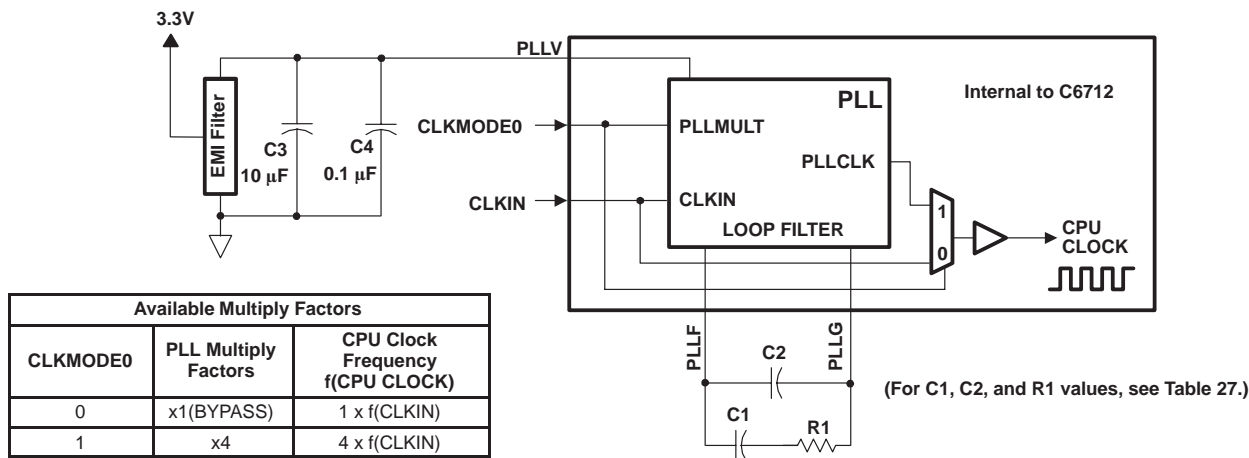 3.3V
PLLV
EMI Filter
C3
10 µF
C4
0.1 µF
CLKMODE0
CLKIN
PLL
PLLMULT
PLLCLK
CLKIN
LOOP FILTER
Internal to C6712
1
0
CPU
CLOCK
PLLF
PLLG
C2
C1
R1
(For C1, C2, and R1 values, see Table 27.)
Available Multiply Factors
CLKMODE0
PLL Multiply
Factors
CPU Clock
Frequency
f(CPU CLOCK)
0
x1(BYPASS)
1 x f(CLKIN)
1
x4
4 x f(CLKIN)